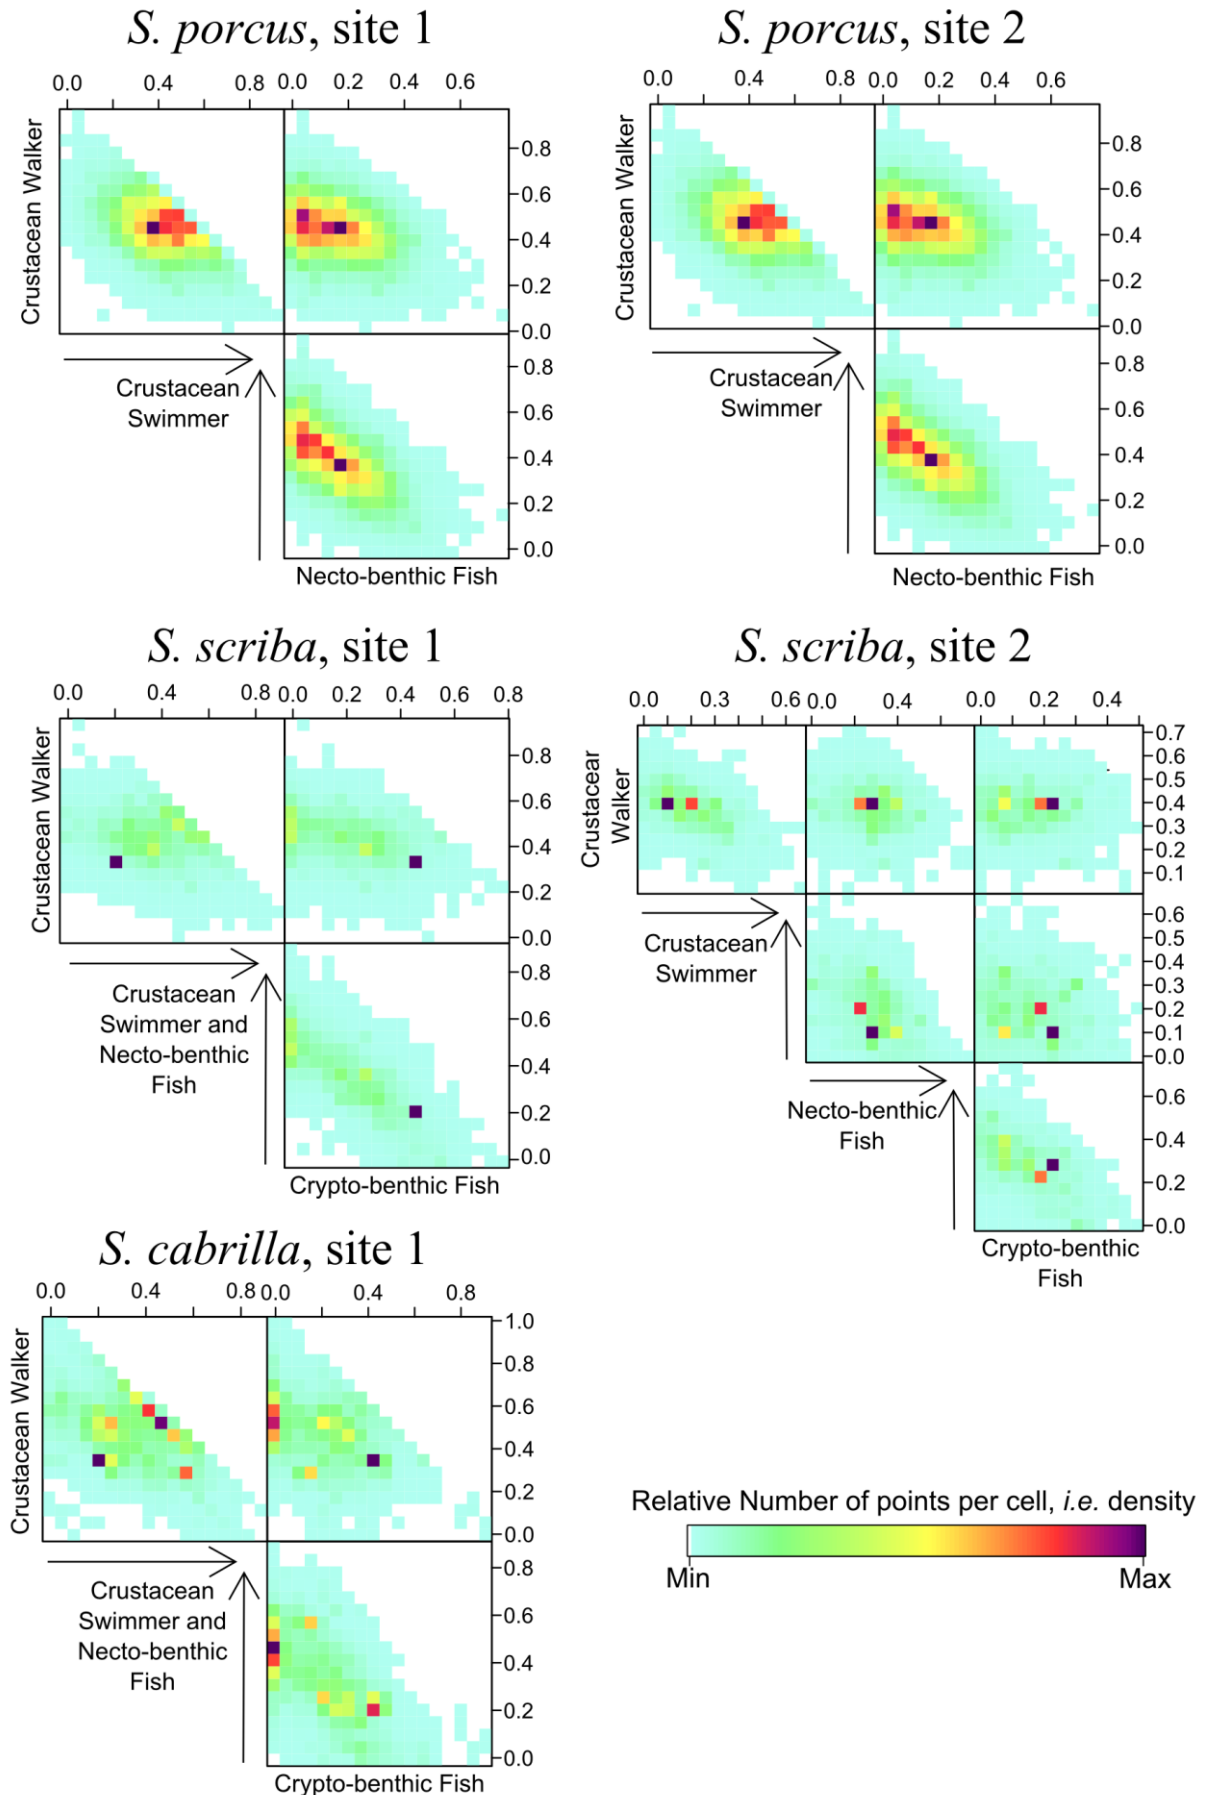 S. porcus, site 1
S. porcus, site 2
0.0 0.4 0.8 0.0 0.2 0.4 0.6
0.0 0.4 0.8 0.0 0.2 0.4 0.6
Crustacean Walker
0.8
0.6
0.4
0.2
0.0
Crustacean Walker
0.8
0.6
0.4
0.2
0.0
Crustacean
Swimmer
0.8
0.6
0.4
0.2
0.0
Necto-benthic Fish
Crustacean
Swimmer
0.8
0.6
0.4
0.2
0.0
Necto-benthic Fish
S. scriba, site 1
S. scriba, site 2
0.0 0.4 0.8 0.0 0.2 0.4 0.6 0.8
0.0 0.3 0.6 0.0 0.4 0.0 0.2 0.4
Crustacean Walker
0.8
0.6
0.4
0.2
0.0
Crustacear
Walker
0.7
0.6
0.5
0.4
0.3
0.2
0.1
Crustacean
Swimmer and
Necto-benthic
Fish
0.8
0.6
0.4
0.2
0.0
Crypto-benthic Fish
Crustacean
Swimmer
0.6
0.5
0.4
0.3
0.2
0.1
0.0
Necto-benthic
Fish
0.6
0.4
0.2
0.0
Crypto-benthic
Fish
S. cabrilla, site 1
0.0 0.4 0.8 0.0 0.4 0.8
Crustacean Walker
1.0
0.8
0.6
0.4
0.2
0.0
Crustacean
Swimmer and
Necto-benthic
Fish
0.8
0.6
0.4
0.2
0.0
Crypto-benthic Fish
Relative Number of points per cell, i.e. density
Min Max